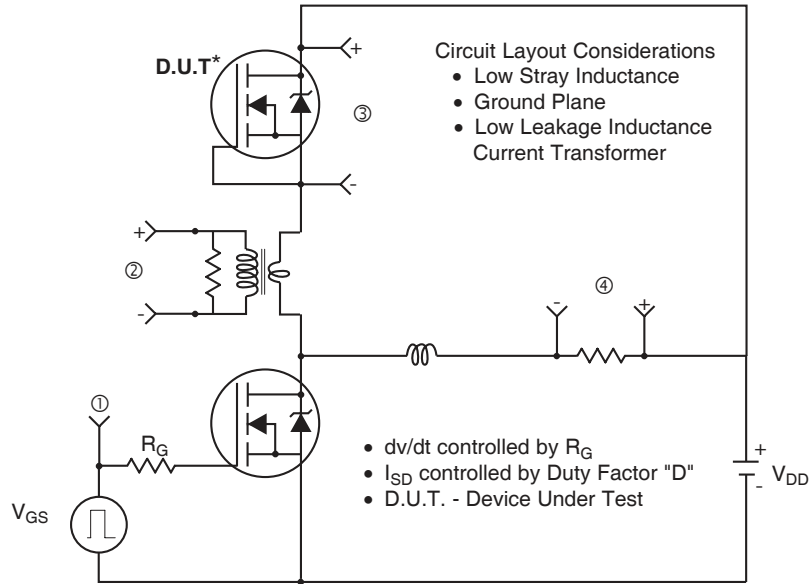 D.U.T*
+
③
-
Circuit Layout Considerations
• Low Stray Inductance
• Ground Plane
• Low Leakage Inductance
Current Transformer
+
②
-
④
-
+
①
RG
VGS
• dv/dt controlled by RG
• ISD controlled by Duty Factor "D"
• D.U.T. - Device Under Test
+
-
VDD